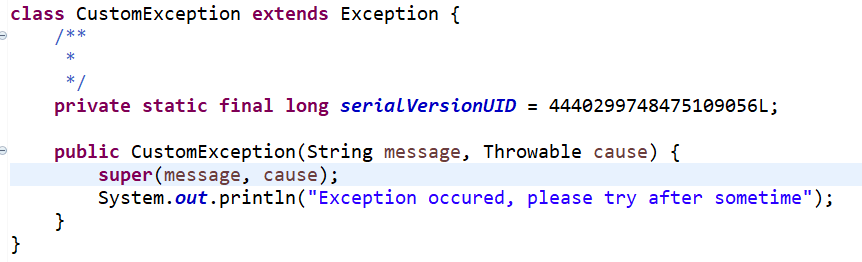 class CustomException extends Exception {
    /**
     *
     */
    private static final long serialVersionUID = 4440299748475109056L;

    public CustomException(String message, Throwable cause) {
        super(message, cause);
        System.out.println("Exception occured, please try after sometime");
    }
}